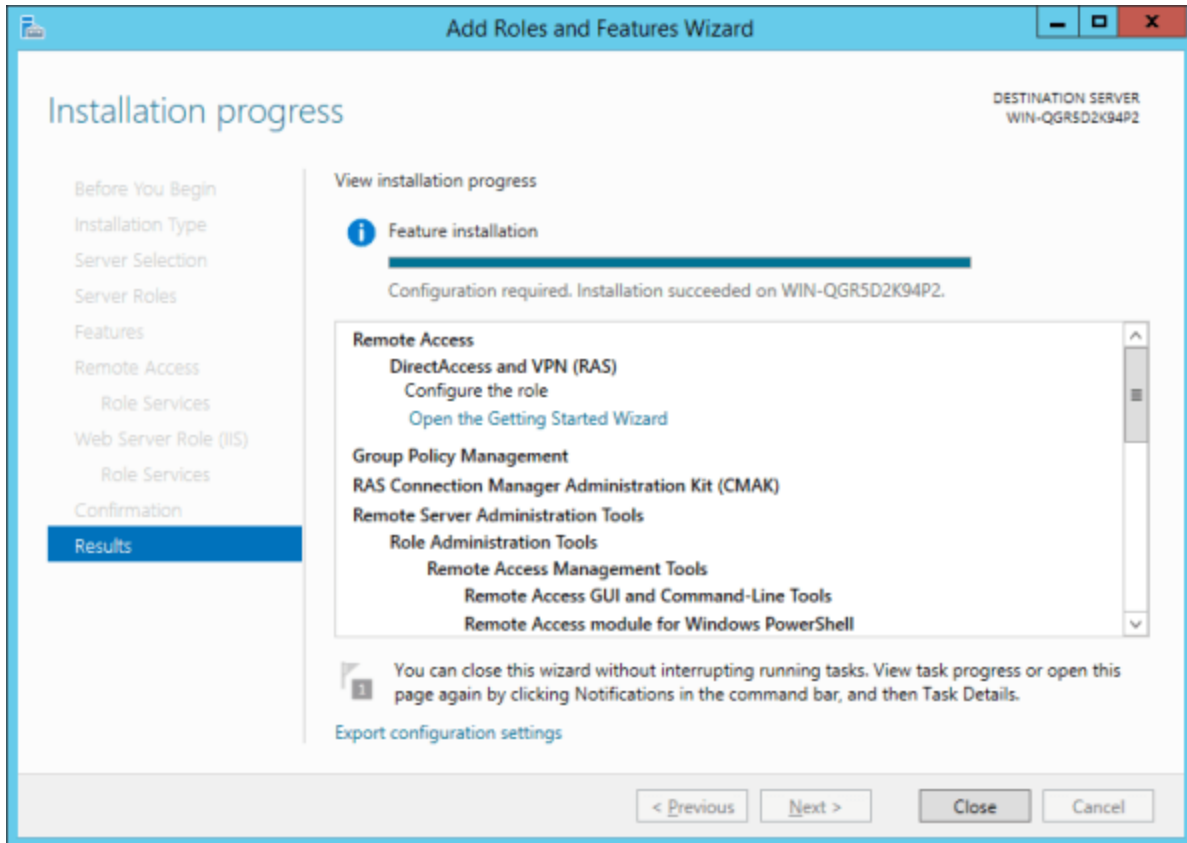 Add Roles and Features Wizard
Installation progress
DESTINATION SERVER
WIN-QGR5D2K94P2
Before You Begin
Installation Type
Server Selection
Server Roles
Features
Remote Access
Role Services
Web Server Role (IIS)
Role Services
Confirmation
Results
View installation progress
Feature installation
Configuration required. Installation succeeded on WIN-QGR5D2K94P2.
Remote Access
DirectAccess and VPN (RAS)
Configure the role
Open the Getting Started Wizard
Group Policy Management
RAS Connection Manager Administration Kit (CMAK)
Remote Server Administration Tools
Role Administration Tools
Remote Access Management Tools
Remote Access GUI and Command-Line Tools
Remote Access module for Windows PowerShell
1
You can close this wizard without interrupting running tasks. View task progress or open this
page again by clicking Notifications in the command bar, and then Task Details.
Export configuration settings
< Previous
Next >
Close
Cancel